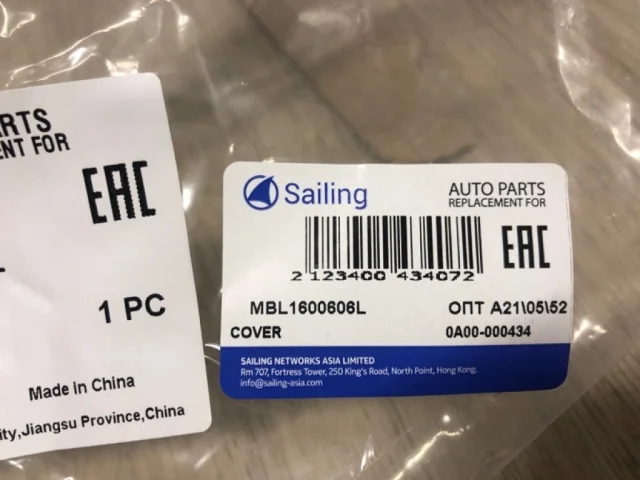 ARTS
ENT FOR
EAC
1 PC
Made in China
ity,Jiangsu Province,China
Sailing
AUTO PARTS
REPLACEMENT FOR
EAC
2 123400 434072
MBL1600606L
ОПТ A21\05\52
COVER
0A00-000434
SAILING NETWORKS ASIA LIMITED
Rm 707, Fortress Tower, 250 King's Road, North Point, Hong Kong.
info@sailing-asia.com